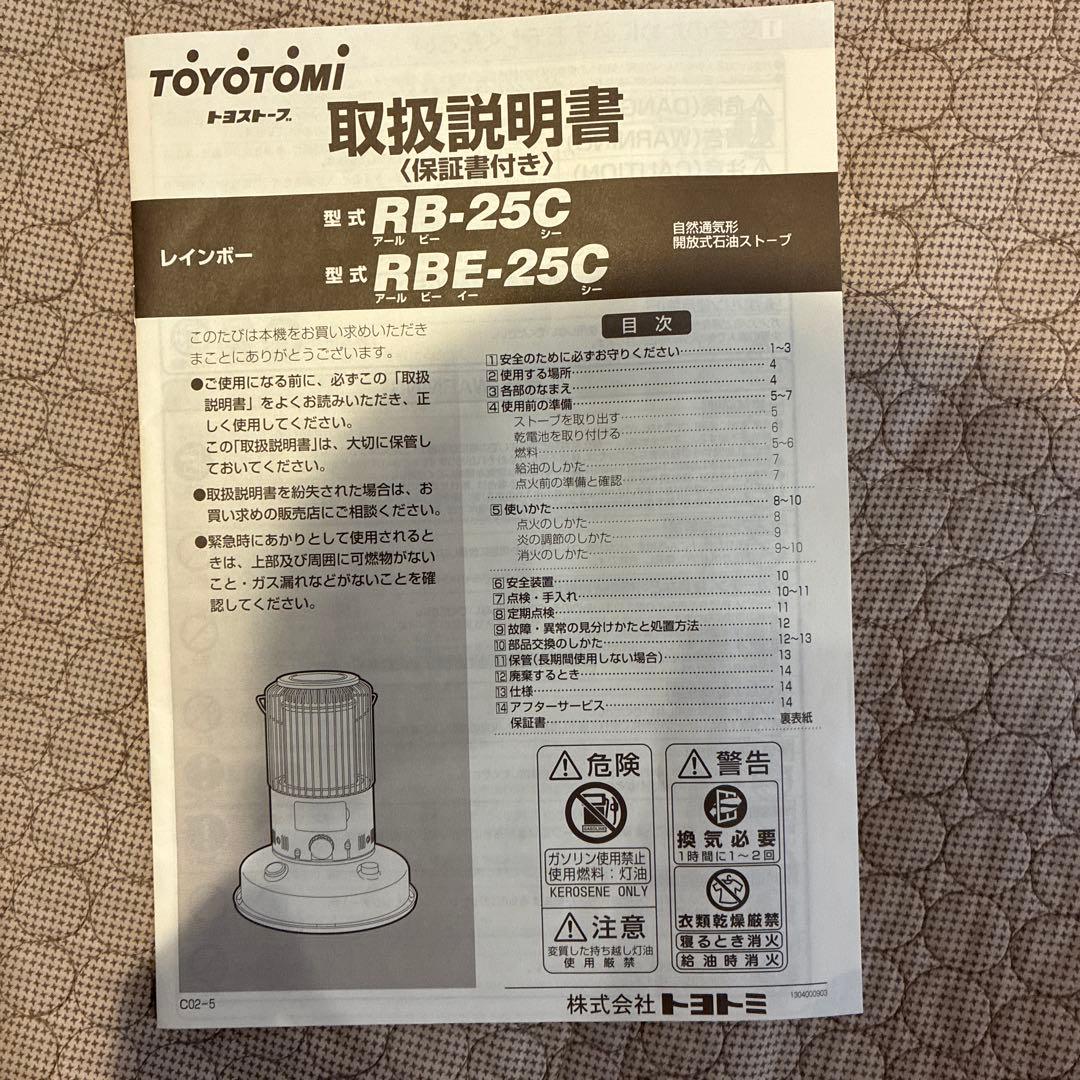 TOYOTOMI
トヨストーブ
取扱説明書
〈保証書付き〉
レインボー
型式 RB-25C
アール ビー シー
型式 RBE-25C
アール ビー イー シー
自然通気形
開放式石油ストーブ
このたびは本機をお買い求めいただき
まことにありがとうございます。
●ご使用になる前に、必ずこの「取扱
説明書」をよくお読みいただき、正
しく使用してください。
この「取扱説明書」は、大切に保管し
ておいてください。
●取扱説明書を紛失された場合は、お
買い求めの販売店にご相談ください。
●緊急時にあかりとして使用されると
きは、上部及び周囲に可燃物がない
こと・ガス漏れなどがないことを確
認してください。
目次
1 安全のために必ずお守りください 1~3
2 使用する場所 4
3 各部のなまえ 4
4 使用前の準備 5~7
ストーブを取り出す 5
乾電池を取り付ける 6
燃料 5~6
給油のしかた 7
点火前の準備と確認 7
5 使いかた 8~10
点火のしかた 8
炎の調節のしかた 9
消火のしかた 9~10
6 安全装置 10
7 点検・手入れ 10~11
8 定期点検 11
9 故障・異常の見分けかたと処置方法 12
10 部品交換のしかた 12~13
11 保管(長期間使用しない場合) 13
12 廃棄するとき 14
13 仕様 14
14 アフターサービス 14
保証書 裏表紙
危険
GASOLINE
ガソリン使用禁止
使用燃料:灯油
KEROSENE ONLY
注意
変質した持ち越し灯油
使用厳禁
警告
換気必要
1時間に1~2回
衣類乾燥厳禁
寝るとき消火
給油時消火
C02-5
株式会社 トヨトミ
1304000903